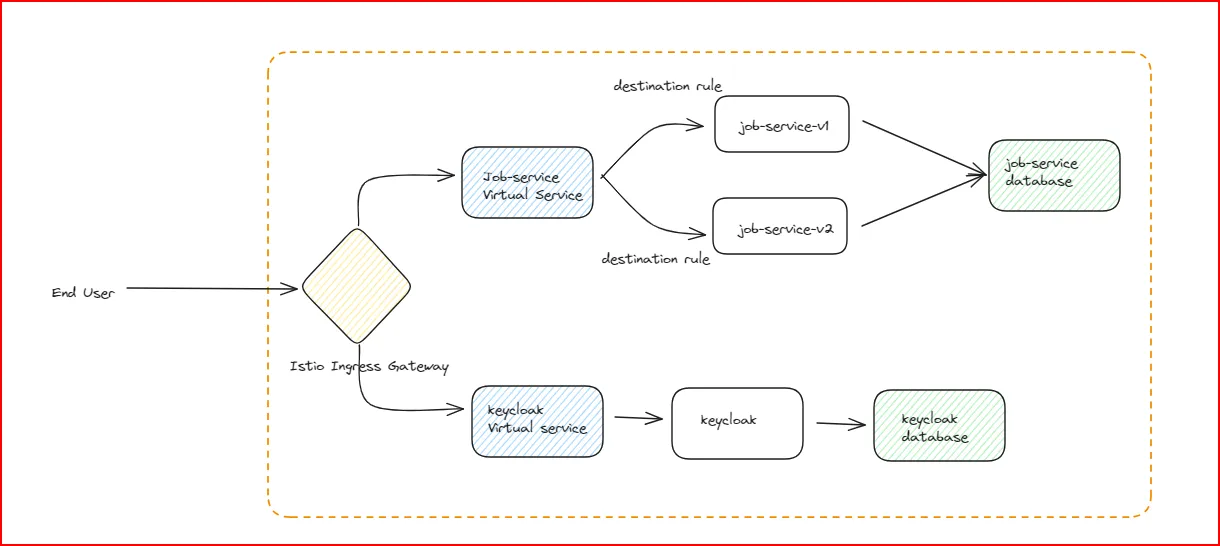 destination rule
job-service-v1
Job-service
Virtual Service
job-service
database
job-service-v2
destination rule
End User
Istio Ingress Gateway
keycloak
Virtual service
keycloak
keycloak
database